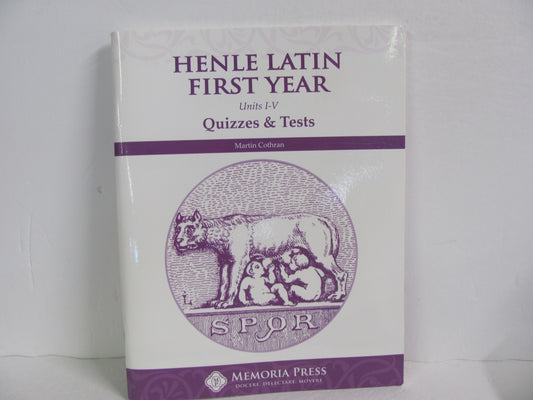 HENLE LATIN
FIRST YEAR
Units I-V
Quizzes & Tests
Martin Cothran
SPQR
MEMORIA PRESS
DOCERE, DELECTARE, MOVERE